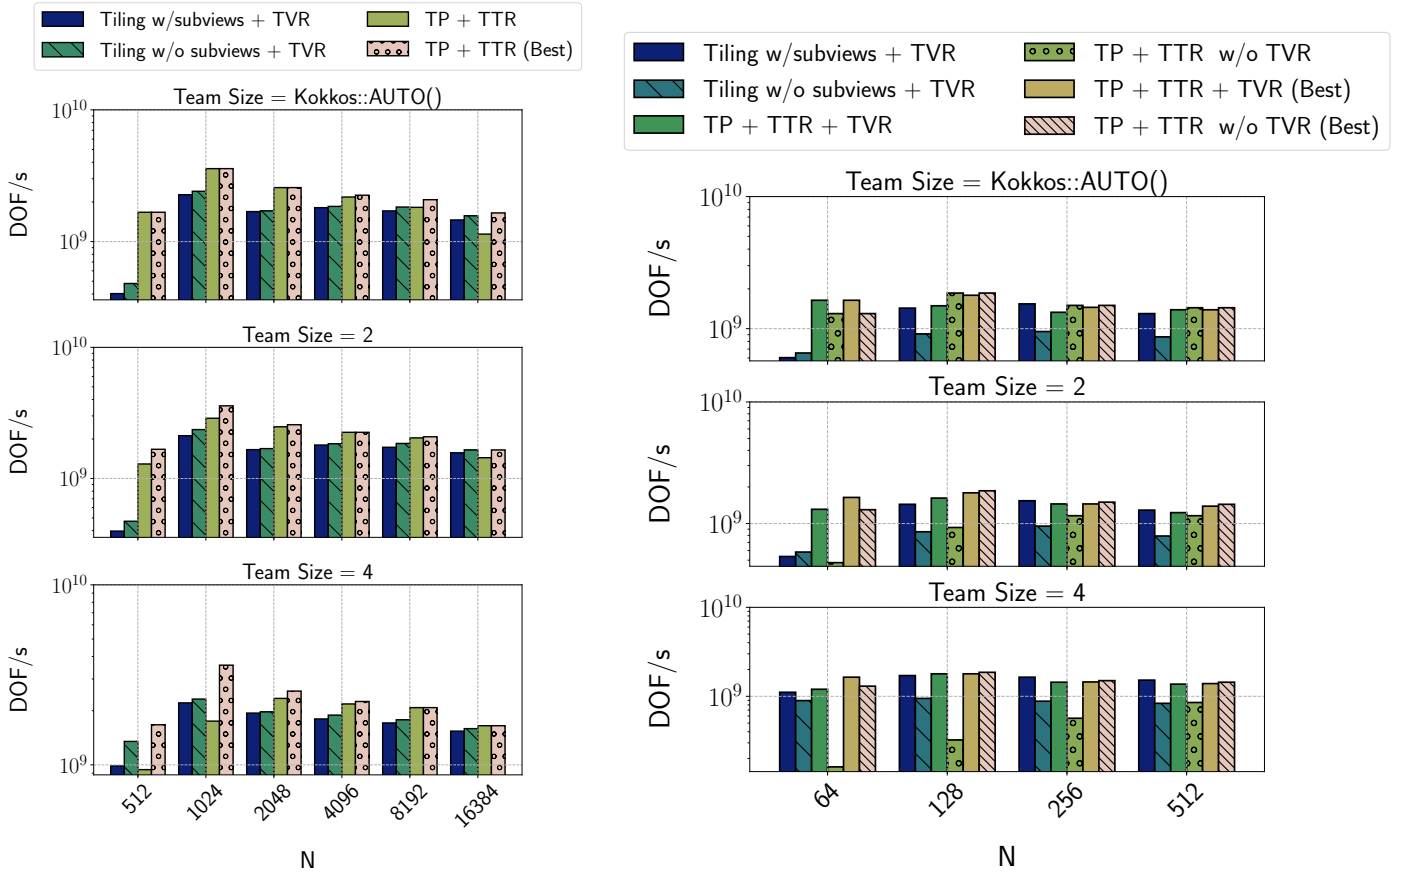 Tiling w/subviews + TVR
Tiling w/o subviews + TVR
TP + TTR
TP + TTR (Best)
Team Size = Kokkos::AUTO()
10^10
10^9
DOF/s
Team Size = 2
10^10
10^9
DOF/s
Team Size = 4
10^10
10^9
DOF/s
512
1024
2048
4096
8192
16384
N
Tiling w/subviews + TVR
Tiling w/o subviews + TVR
TP + TTR + TVR
TP + TTR w/o TVR
TP + TTR + TVR (Best)
TP + TTR w/o TVR (Best)
Team Size = Kokkos::AUTO()
10^10
10^9
DOF/s
Team Size = 2
10^10
10^9
DOF/s
Team Size = 4
10^10
10^9
DOF/s
64
128
256
512
N